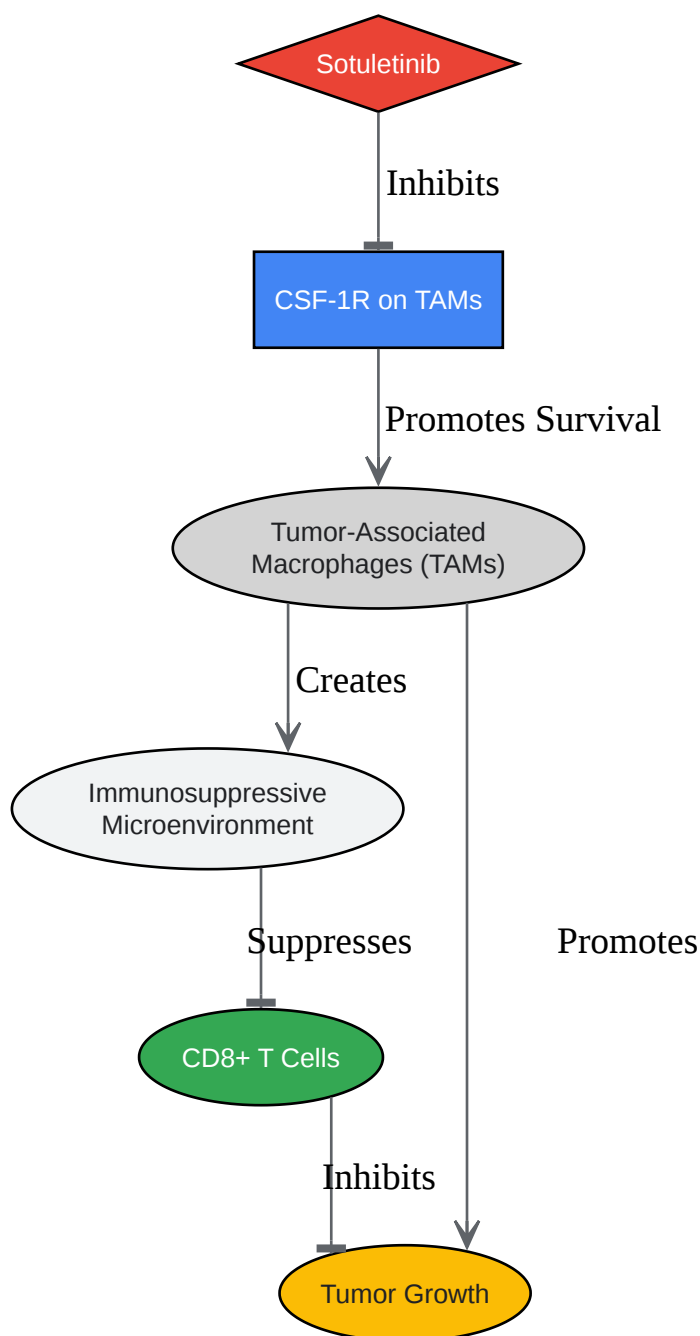 Sotuletinib
Inhibits
CSF-1R on TAMs
Promotes Survival
Tumor-Associated
Macrophages (TAMs)
Creates
Immunosuppressive
Microenvironment
Suppresses
Promotes
CD8+ T Cells
Inhibits
Tumor Growth